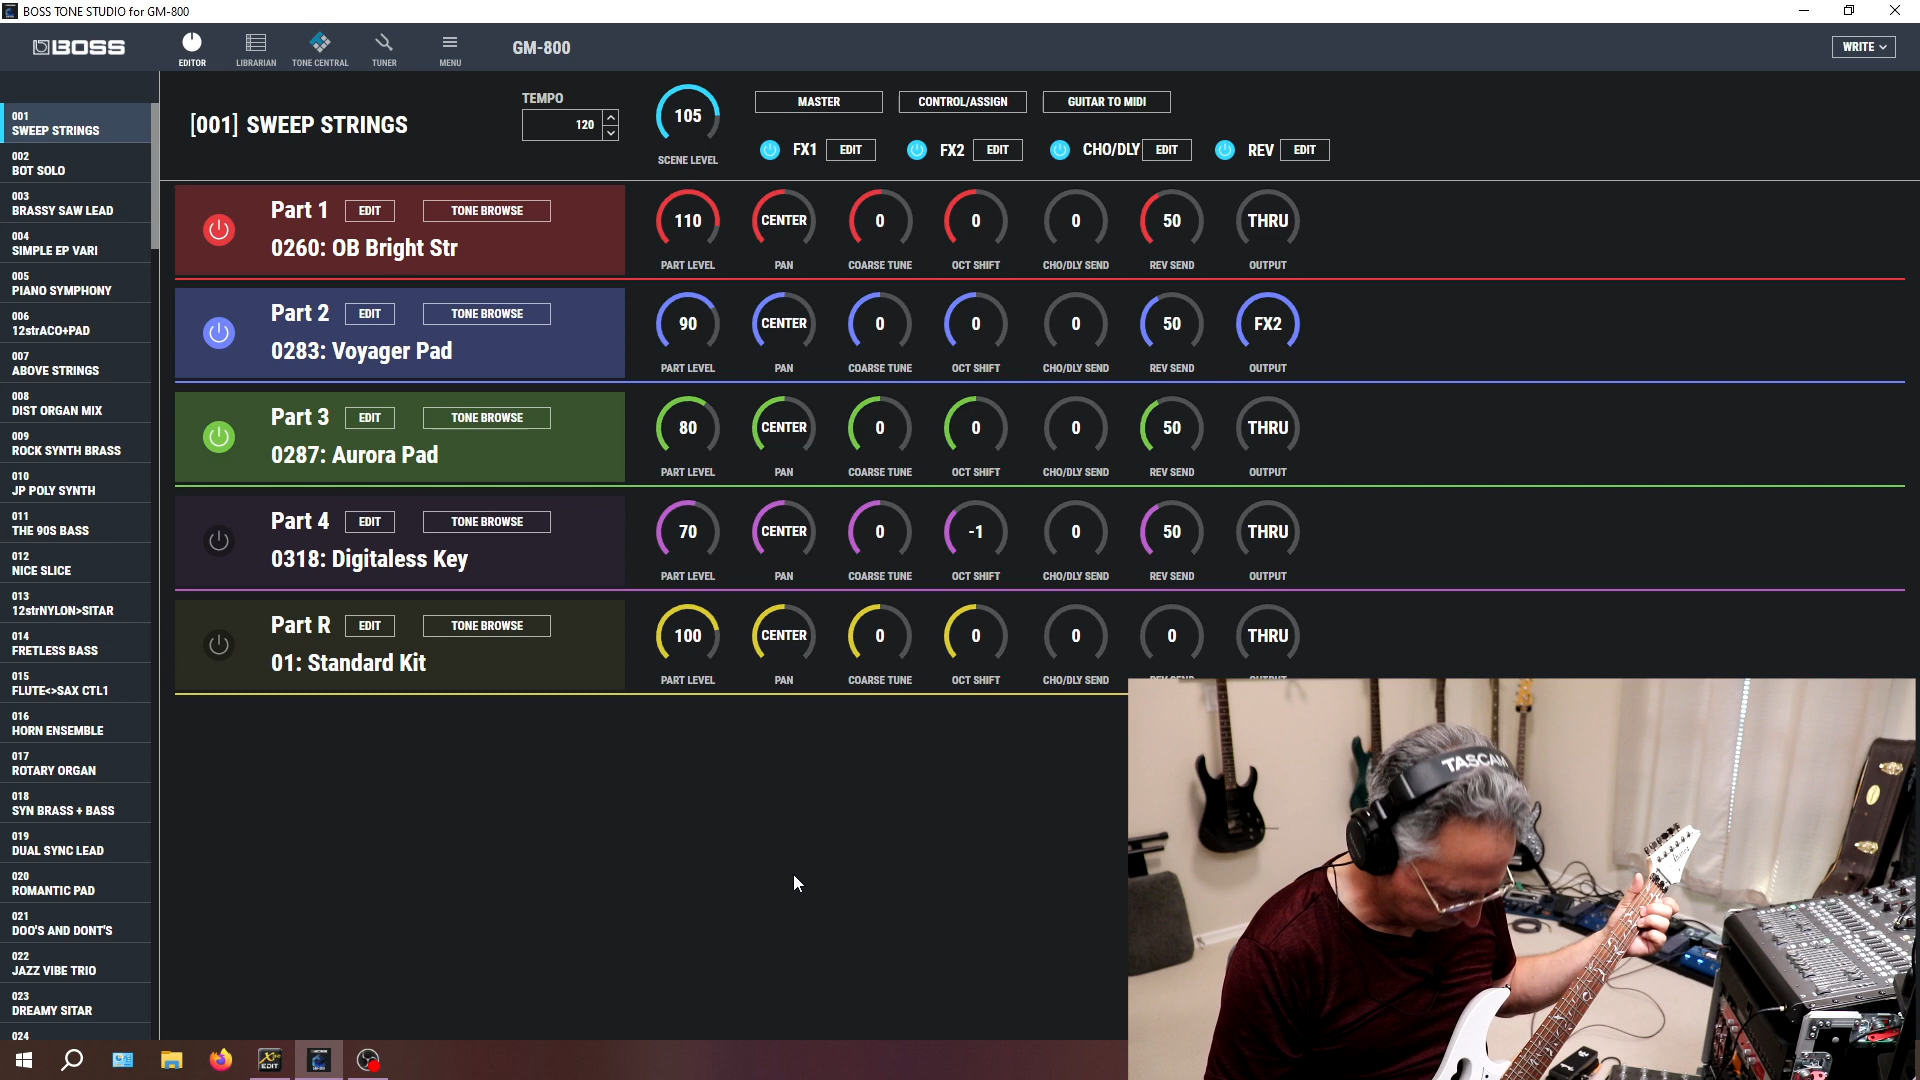 BOSS TONE STUDIO for GM-800
BOSS
EDITOR
LIBRARIAN
TONE CENTRAL
TUNER
MENU
GM-800
WRITE
001
SWEEP STRINGS
002
BOT SOLO
003
BRASSY SAW LEAD
004
SIMPLE EP VARI
005
PIANO SYMPHONY
006
12strACO+PAD
007
ABOVE STRINGS
008
DIST ORGAN MIX
009
ROCK SYNTH BRASS
010
JP POLY SYNTH
011
THE 90S BASS
012
NICE SLICE
013
12strNYLON>SITAR
014
FRETLESS BASS
015
FLUTE<>SAX CTL1
016
HORN ENSEMBLE
017
ROTARY ORGAN
018
SYN BRASS + BASS
019
DUAL SYNC LEAD
020
ROMANTIC PAD
021
DOO'S AND DONT'S
022
JAZZ VIBE TRIO
023
DREAMY SITAR
024
[001] SWEEP STRINGS
TEMPO
120
105
SCENE LEVEL
MASTER CONTROL/ASSIGN GUITAR TO MIDI
FX1 EDIT FX2 EDIT CHO/DLY EDIT REV EDIT
Part 1 EDIT TONE BROWSE
0260: OB Bright Str
110 CENTER 0 0 0 50 THRU
PART LEVEL PAN COARSE TUNE OCT SHIFT CHO/DLY SEND REV SEND OUTPUT
Part 2 EDIT TONE BROWSE
0283: Voyager Pad
90 CENTER 0 0 0 50 FX2
PART LEVEL PAN COARSE TUNE OCT SHIFT CHO/DLY SEND REV SEND OUTPUT
Part 3 EDIT TONE BROWSE
0287: Aurora Pad
80 CENTER 0 0 0 50 THRU
PART LEVEL PAN COARSE TUNE OCT SHIFT CHO/DLY SEND REV SEND OUTPUT
Part 4 EDIT TONE BROWSE
0318: Digitaless Key
70 CENTER 0 -1 0 50 THRU
PART LEVEL PAN COARSE TUNE OCT SHIFT CHO/DLY SEND REV SEND OUTPUT
Part R EDIT TONE BROWSE
01: Standard Kit
100 CENTER 0 0 0 0 THRU
PART LEVEL PAN COARSE TUNE OCT SHIFT CHO/DLY SEND REV SEND OUTPUT
TASCAM
Ibanez
EDIT